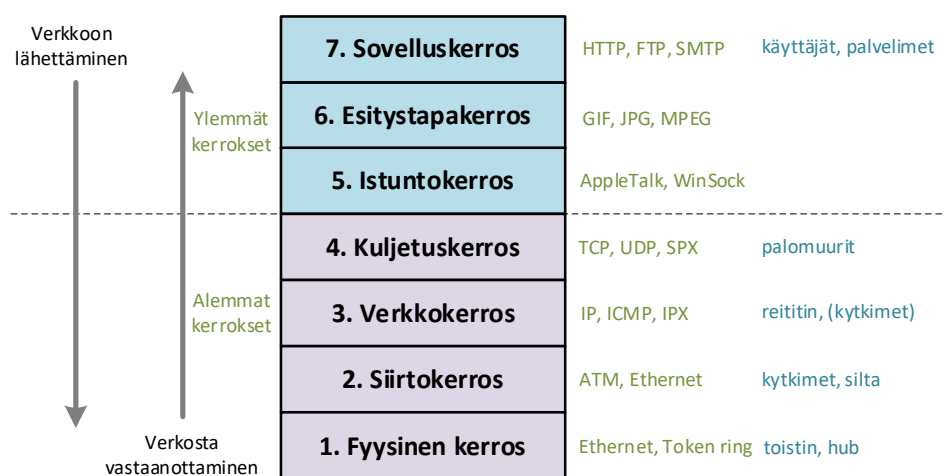 Verkkoon
lähettäminen
7. Sovelluskerros
HTTP, FTP, SMTP
käyttäjät, palvelimet
Ylemmät
kerrokset
6. Esitystapakerros
GIF, JPG, MPEG
5. Istuntokerros
AppleTalk, WinSock
4. Kuljetuskerros
TCP, UDP, SPX
palomuurit
Alemmat
kerrokset
3. Verkkokerros
IP, ICMP, IPX
reititin, (kytkimet)
2. Siirtokerros
ATM, Ethernet
kytkimet, silta
Verkosta
vastaanottaminen
1. Fyysinen kerros
Ethernet, Token ring
toistin, hub